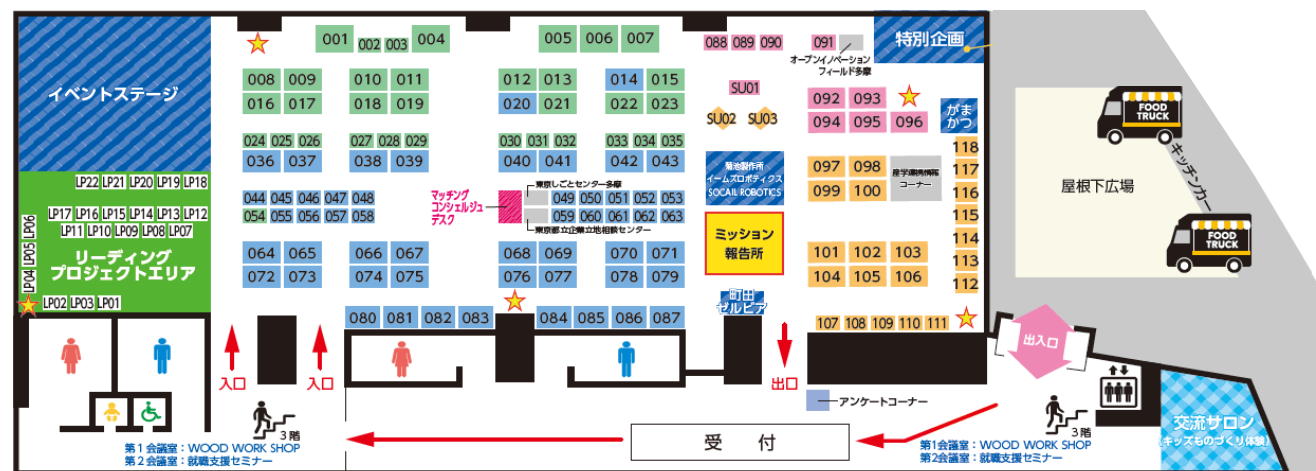 イベントステージ
001 002 003 004
005 006 007
088 089 090
091
オープンイノベーション
フィールド多摩
特別企画
008 009 010 011 012 013 014 015
016 017 018 019 020 021 022 023
SU01
SU02 SU03
092 093
094 095 096
がま
かつ
024 025 026 027 028 029 030 031 032 033 034 035
036 037 038 039 040 041 042 043
菊池製作所
イームズロボティクス
SOCAIL ROBOTICS
097 098
099 100
産学連携情報
コーナー
118
117
116
115
114
113
112
FOOD
TRUCK
キッチンカー
屋根下広場
FOOD
TRUCK
LP22 LP21 LP20 LP19 LP18
LP17 LP16 LP15 LP14 LP13 LP12
LP11 LP10 LP09 LP08 LP07
LP06
LP05
LP04
リーディング
プロジェクトエリア
LP02 LP03 LP01
044 045 046 047 048
054 055 056 057 058
マッチング
コンシェルジュ
デスク
東京しごとセンター多摩
049 050 051 052 053
059 060 061 062 063
東京都立企業立地相談センター
ミッション
報告所
064 065 066 067 068 069 070 071
072 073 074 075 076 077 078 079
101 102 103
104 105 106
町田
ゼルビア
080 081 082 083 084 085 086 087
107 108 109 110 111
入口
入口
出口
出入口
アンケートコーナー
3階
第1会議室：WOOD WORK SHOP
第2会議室：就職支援セミナー
受付
3階
第1会議室：WOOD WORK SHOP
第2会議室：就職支援セミナー
交流サロン
(キッズものづくり体験)